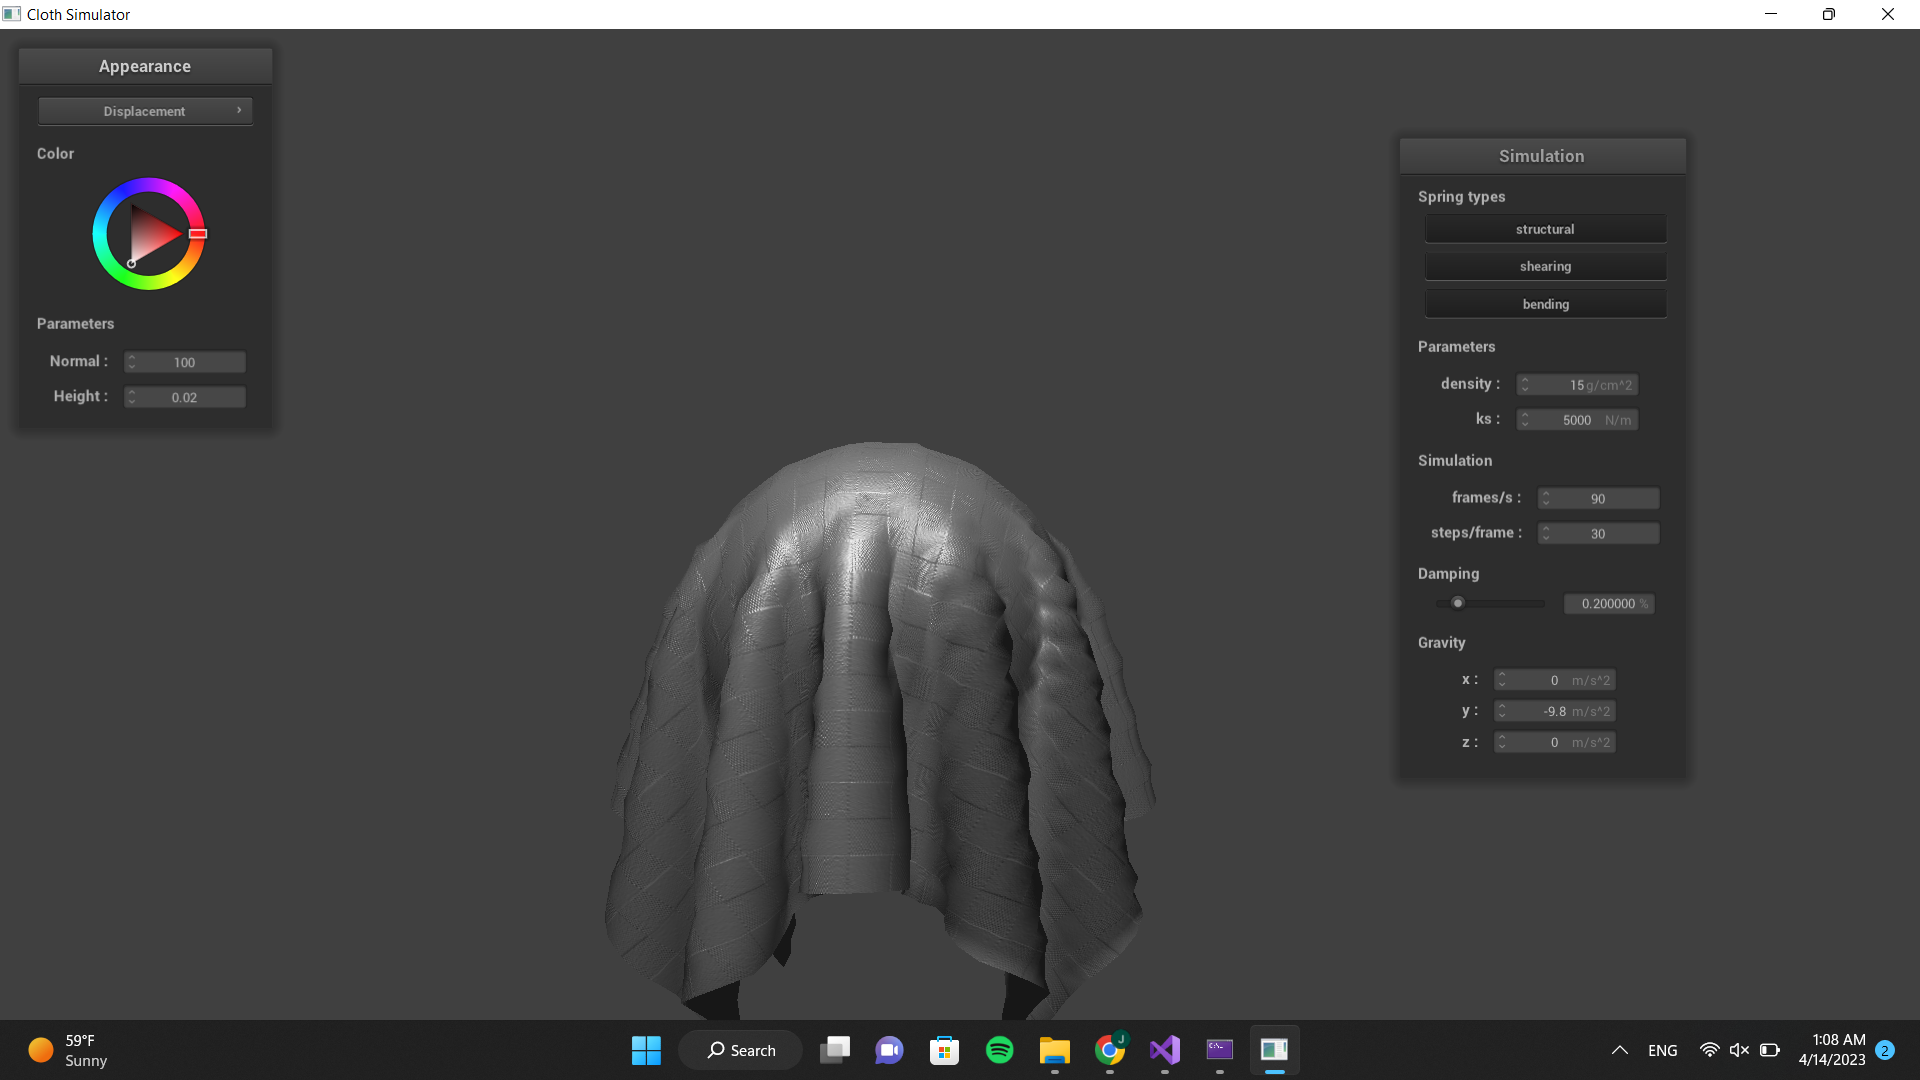 Cloth Simulator
Appearance
Displacement
Color
Parameters
Normal : 100
Height : 0.02
Simulation
Spring types
structural
shearing
bending
Parameters
density : 15 g/cm^2
ks : 5000 N/m
Simulation
frames/s : 90
steps/frame : 30
Damping
0.200000 %
Gravity
x : 0 m/s^2
y : -9.8 m/s^2
z : 0 m/s^2
59°F
Sunny
Search
J
C:\_
ENG
1:08 AM
4/14/2023
2